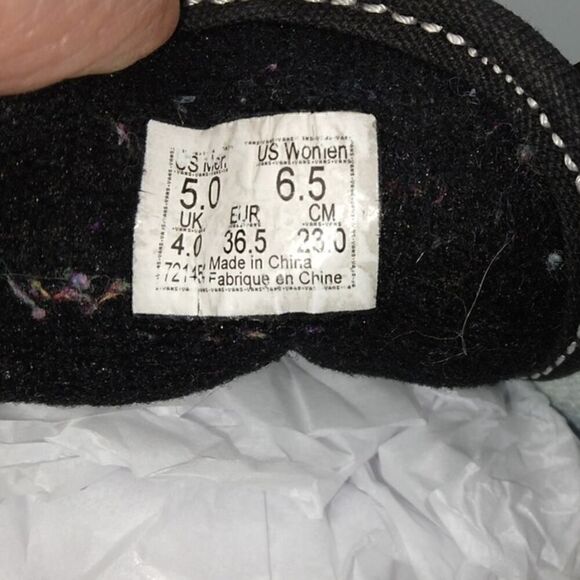 US Men US Women
5.0 6.5
UK EUR CM
4.0 36.5 23.0
Made in China
Fabriqué en Chine